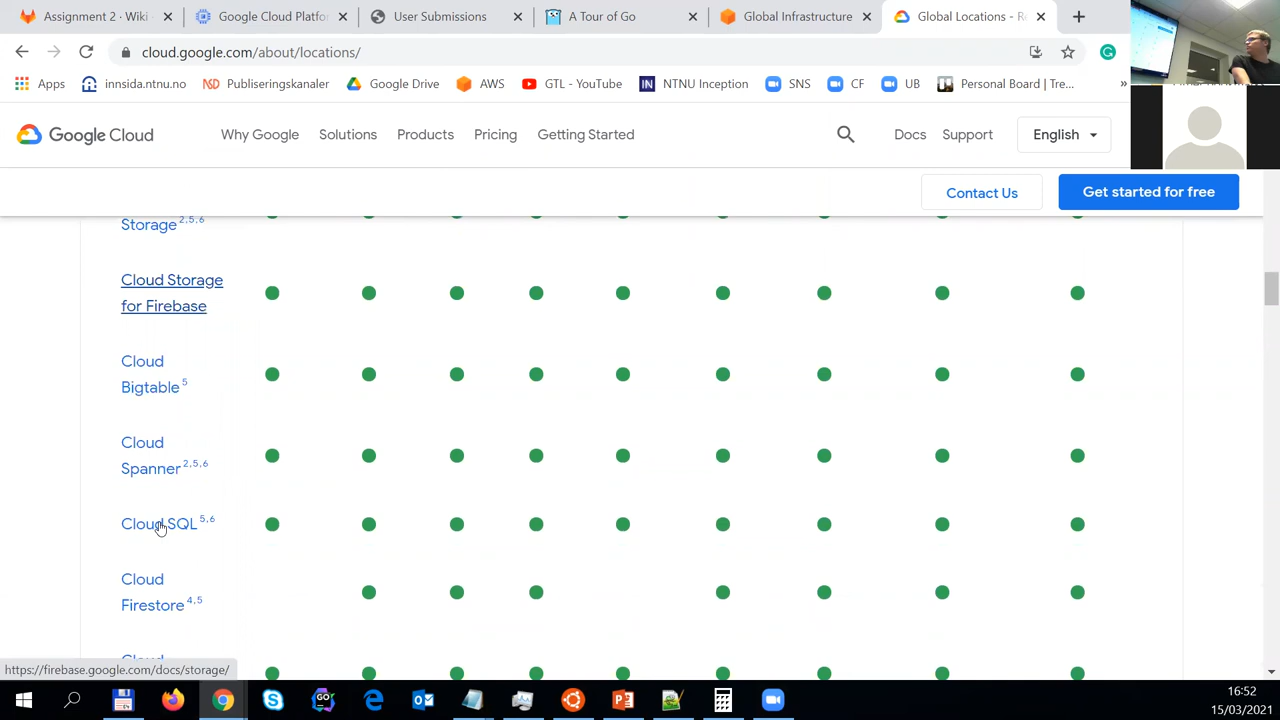 Assignment 2 · Wiki ·
Google Cloud Platfo
User Submissions
A Tour of Go
Global Infrastructure
Global Locations - Re
cloud.google.com/about/locations/
Apps
innsida.ntnu.no
Publiseringskanaler
Google Drive
AWS
GTL - YouTube
NTNU Inception
SNS
CF
UB
Personal Board | Tre...
Google Cloud
Why Google
Solutions
Products
Pricing
Getting Started
Docs
Support
English
Contact Us
Get started for free
Storage 2,5,6
Cloud Storage
for Firebase
Cloud
Bigtable 5
Cloud
Spanner 2,5,6
Cloud SQL 5,6
Cloud
Firestore 4,5
https://firebase.google.com/docs/storage/
16:52
15/03/2021